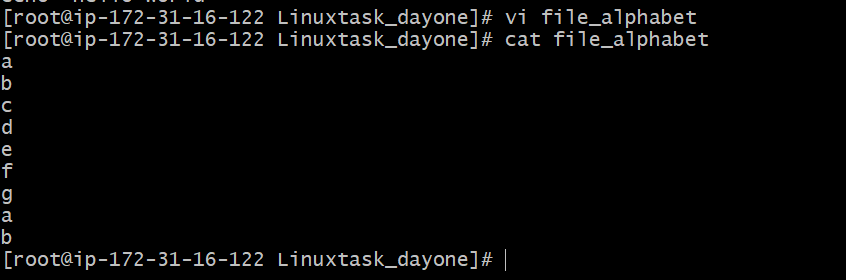 [root@ip-172-31-16-122 Linuxtask_dayone]# vi file_alphabet
[root@ip-172-31-16-122 Linuxtask_dayone]# cat file_alphabet
a
b
c
d
e
f
g
a
b
[root@ip-172-31-16-122 Linuxtask_dayone]#